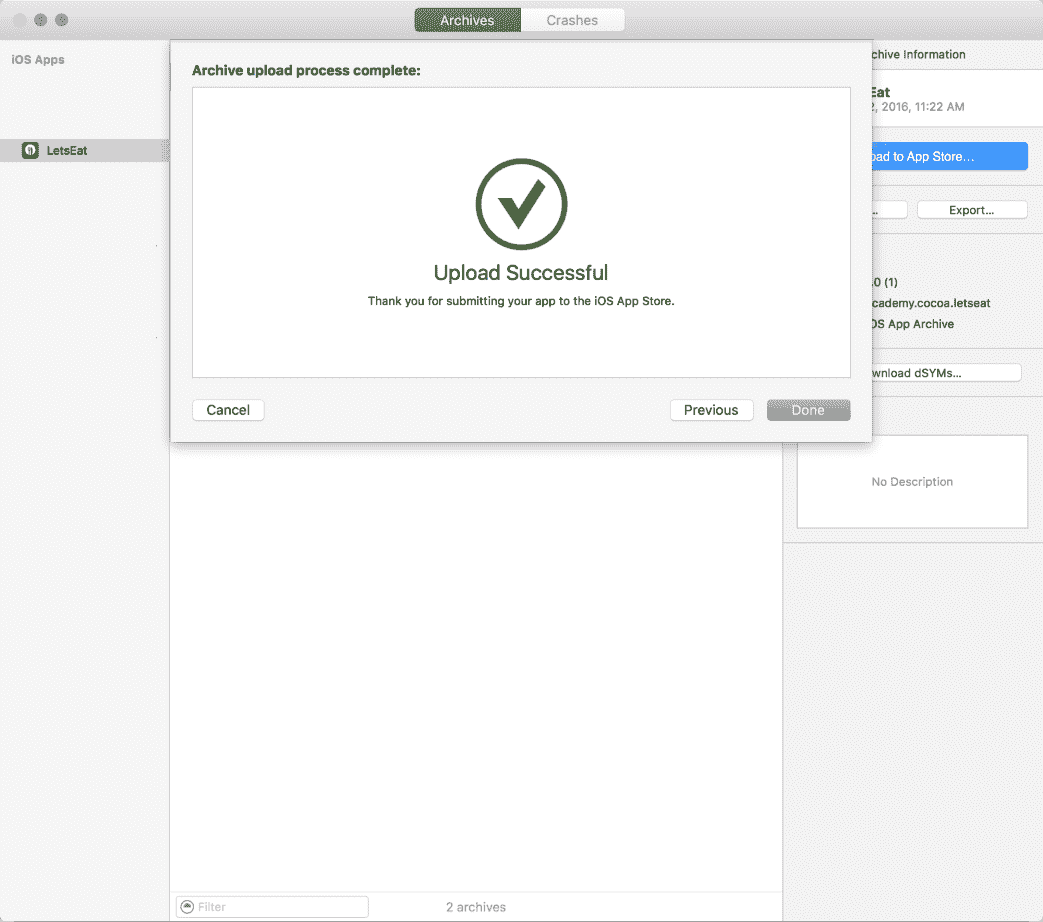 Archives
Crashes
iOS Apps
LetsEat
Archive upload process complete:
Upload Successful
Thank you for submitting your app to the iOS App Store.
Cancel
Previous
Done
chive Information
Eat
2, 2016, 11:22 AM
oad to App Store…
...
Export...
.0 (1)
cademy.cocoa.letseat
OS App Archive
wnload dSYMs...
No Description
Filter
2 archives